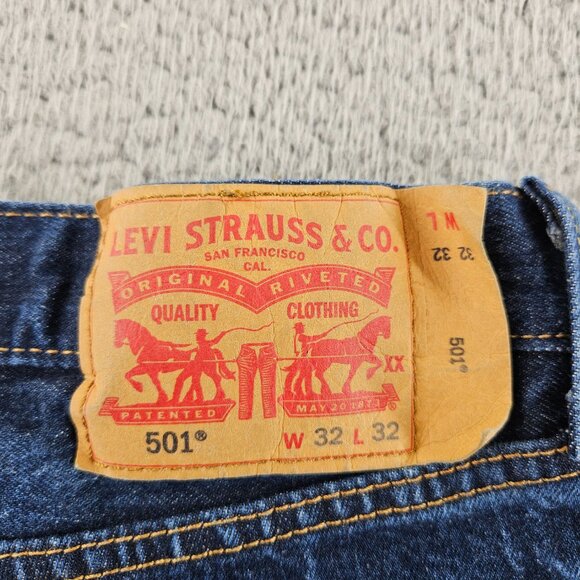 LEVI STRAUSS & CO.
SAN FRANCISCO
CAL.
ORIGINAL RIVETED
QUALITY CLOTHING
XX
PATENTED MAY 20 1873
501® W 32 L 32
W L
32 32
501®